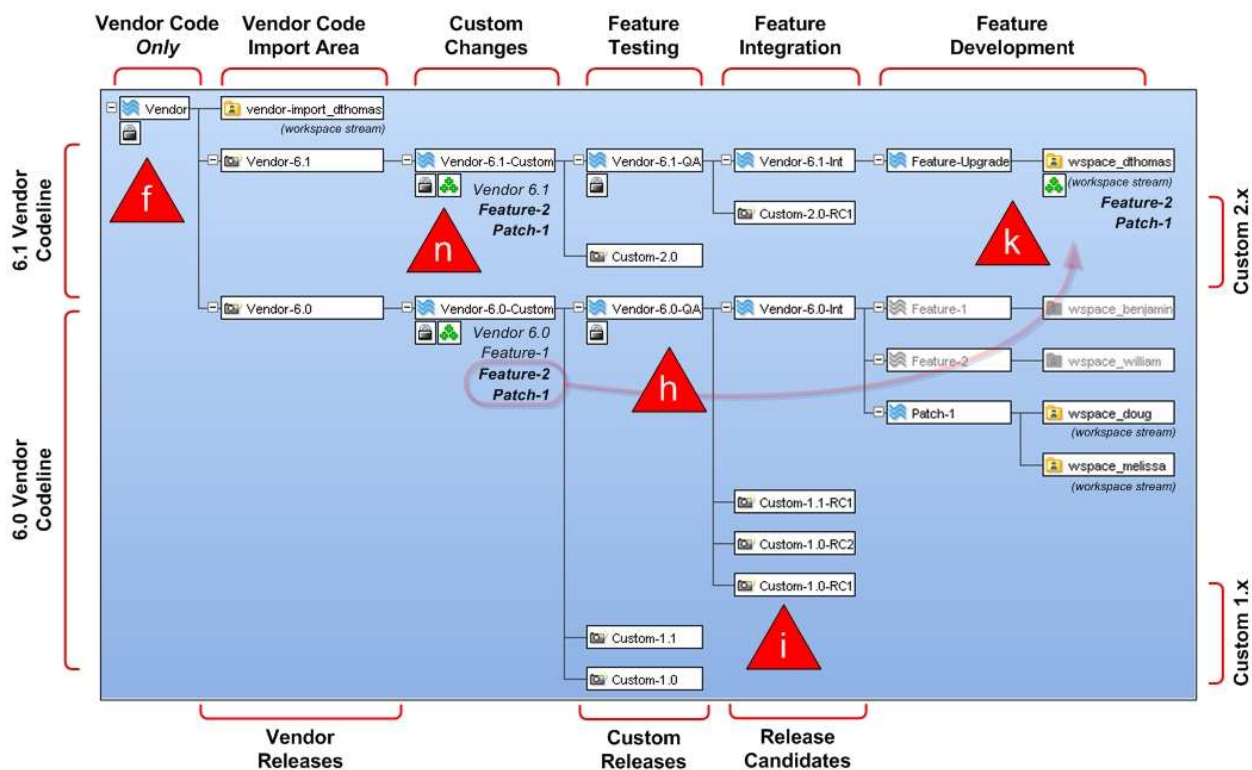 Vendor Code
Only
Vendor Code
Import Area
Custom
Changes
Feature
Testing
Feature
Integration
Feature
Development
Vendor
vendor-import_dthomas
(workspace stream)
Vendor-6.1
Vendor-6.1-Custom
Vendor-6.1-QA
Vendor-6.1-Int
Feature-Upgrade
wspace_dthomas
(workspace stream)
Vendor 6.1
Feature-2
Patch-1
Feature-2
Patch-1
Custom-2.0-RC1
Custom-2.0
f
n
k
6.1 Vendor
Codeline
Custom 2.x
Vendor-6.0
Vendor-6.0-Custom
Vendor-6.0-QA
Vendor-6.0-Int
Feature-1
wspace_benjamin
Vendor 6.0
Feature-1
Feature-2
Patch-1
Feature-2
wspace_william
h
Patch-1
wspace_doug
(workspace stream)
wspace_melissa
(workspace stream)
6.0 Vendor
Codeline
Custom-1.1-RC1
Custom-1.0-RC2
Custom-1.0-RC1
i
Custom-1.1
Custom-1.0
Custom 1.x
Vendor
Releases
Custom
Releases
Release
Candidates